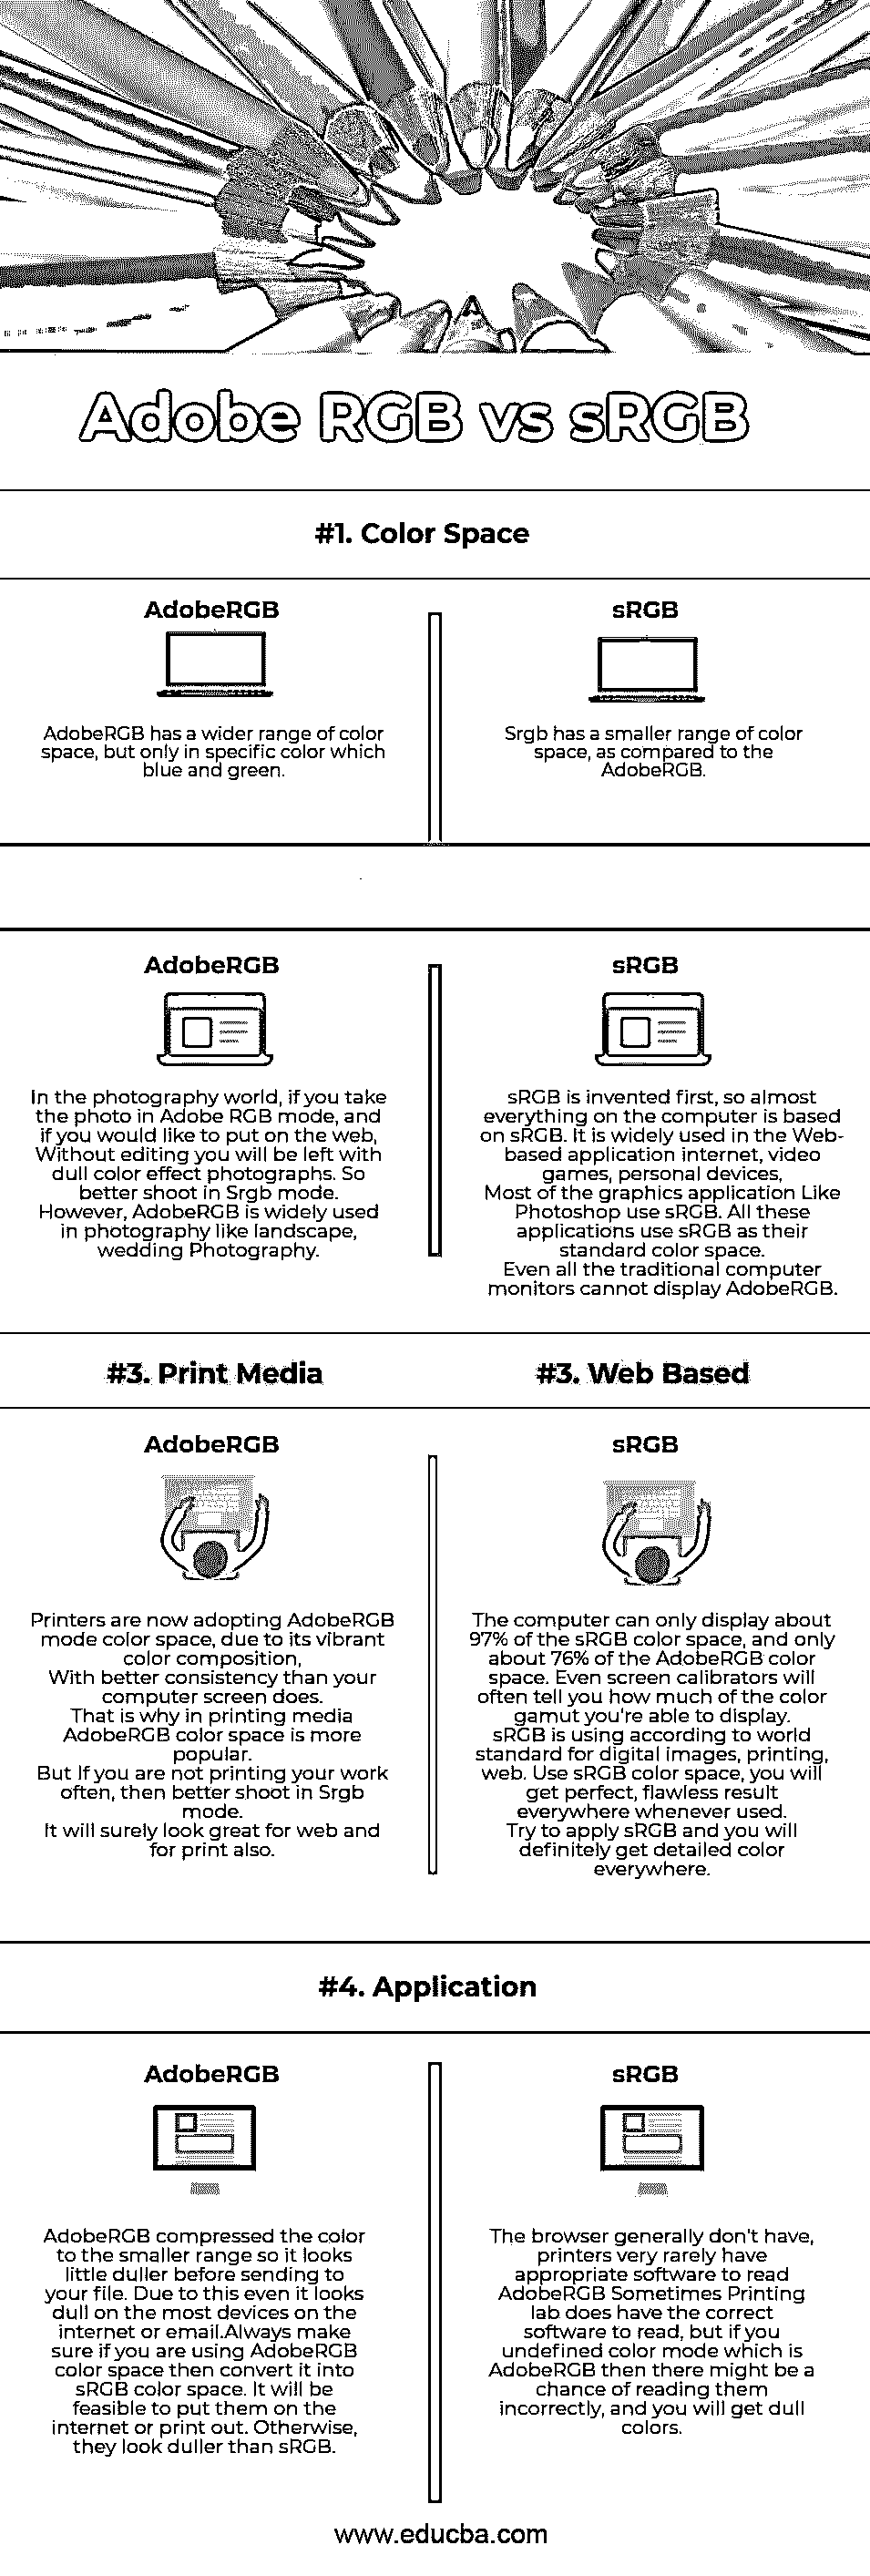 Adobe RGB vs sRGB
#1. Color Space
AdobeRGB
AdobeRGB has a wider range of color
space, but only in specific color which
blue and green.
sRGB
Srgb has a smaller range of color
space, as compared to the
AdobeRGB.
AdobeRGB
In the photography world, if you take
the photo in Adobe RGB mode, and
if you would like to put on the web,
Without editing you will be left with
dull color effect photographs. So
better shoot in Srgb mode.
However, AdobeRGB is widely used
in photography like landscape,
wedding Photography.
sRGB
sRGB is invented first, so almost
everything on the computer is based
on sRGB. It is widely used in the Web-
based application internet, video
games, personal devices,
Most of the graphics application Like
Photoshop use sRGB. All these
applications use sRGB as their
standard color space.
Even all the traditional computer
monitors cannot display AdobeRGB.
#3. Print Media
#3. Web Based
AdobeRGB
Printers are now adopting AdobeRGB
mode color space, due to its vibrant
color composition,
With better consistency than your
computer screen does.
That is why in printing media
AdobeRGB color space is more
popular.
But If you are not printing your work
often, then better shoot in Srgb
mode.
It will surely look great for web and
for print also.
sRGB
The computer can only display about
97% of the sRGB color space, and only
about 76% of the AdobeRGB color
space. Even screen calibrators will
often tell you how much of the color
gamut you're able to display.
sRGB is using according to world
standard for digital images, printing,
web. Use sRGB color space, you will
get perfect, flawless result
everywhere whenever used.
Try to apply sRGB and you will
definitely get detailed color
everywhere.
#4. Application
AdobeRGB
AdobeRGB compressed the color
to the smaller range so it looks
little duller before sending to
your file. Due to this even it looks
dull on the most devices on the
internet or email.Always make
sure if you are using AdobeRGB
color space then convert it into
sRGB color space. It will be
feasible to put them on the
internet or print out. Otherwise,
they look duller than sRGB.
sRGB
The browser generally don't have,
printers very rarely have
appropriate software to read
AdobeRGB Sometimes Printing
lab does have the correct
software to read, but if you
undefined color mode which is
AdobeRGB then there might be a
chance of reading them
incorrectly, and you will get dull
colors.
www.educba.com